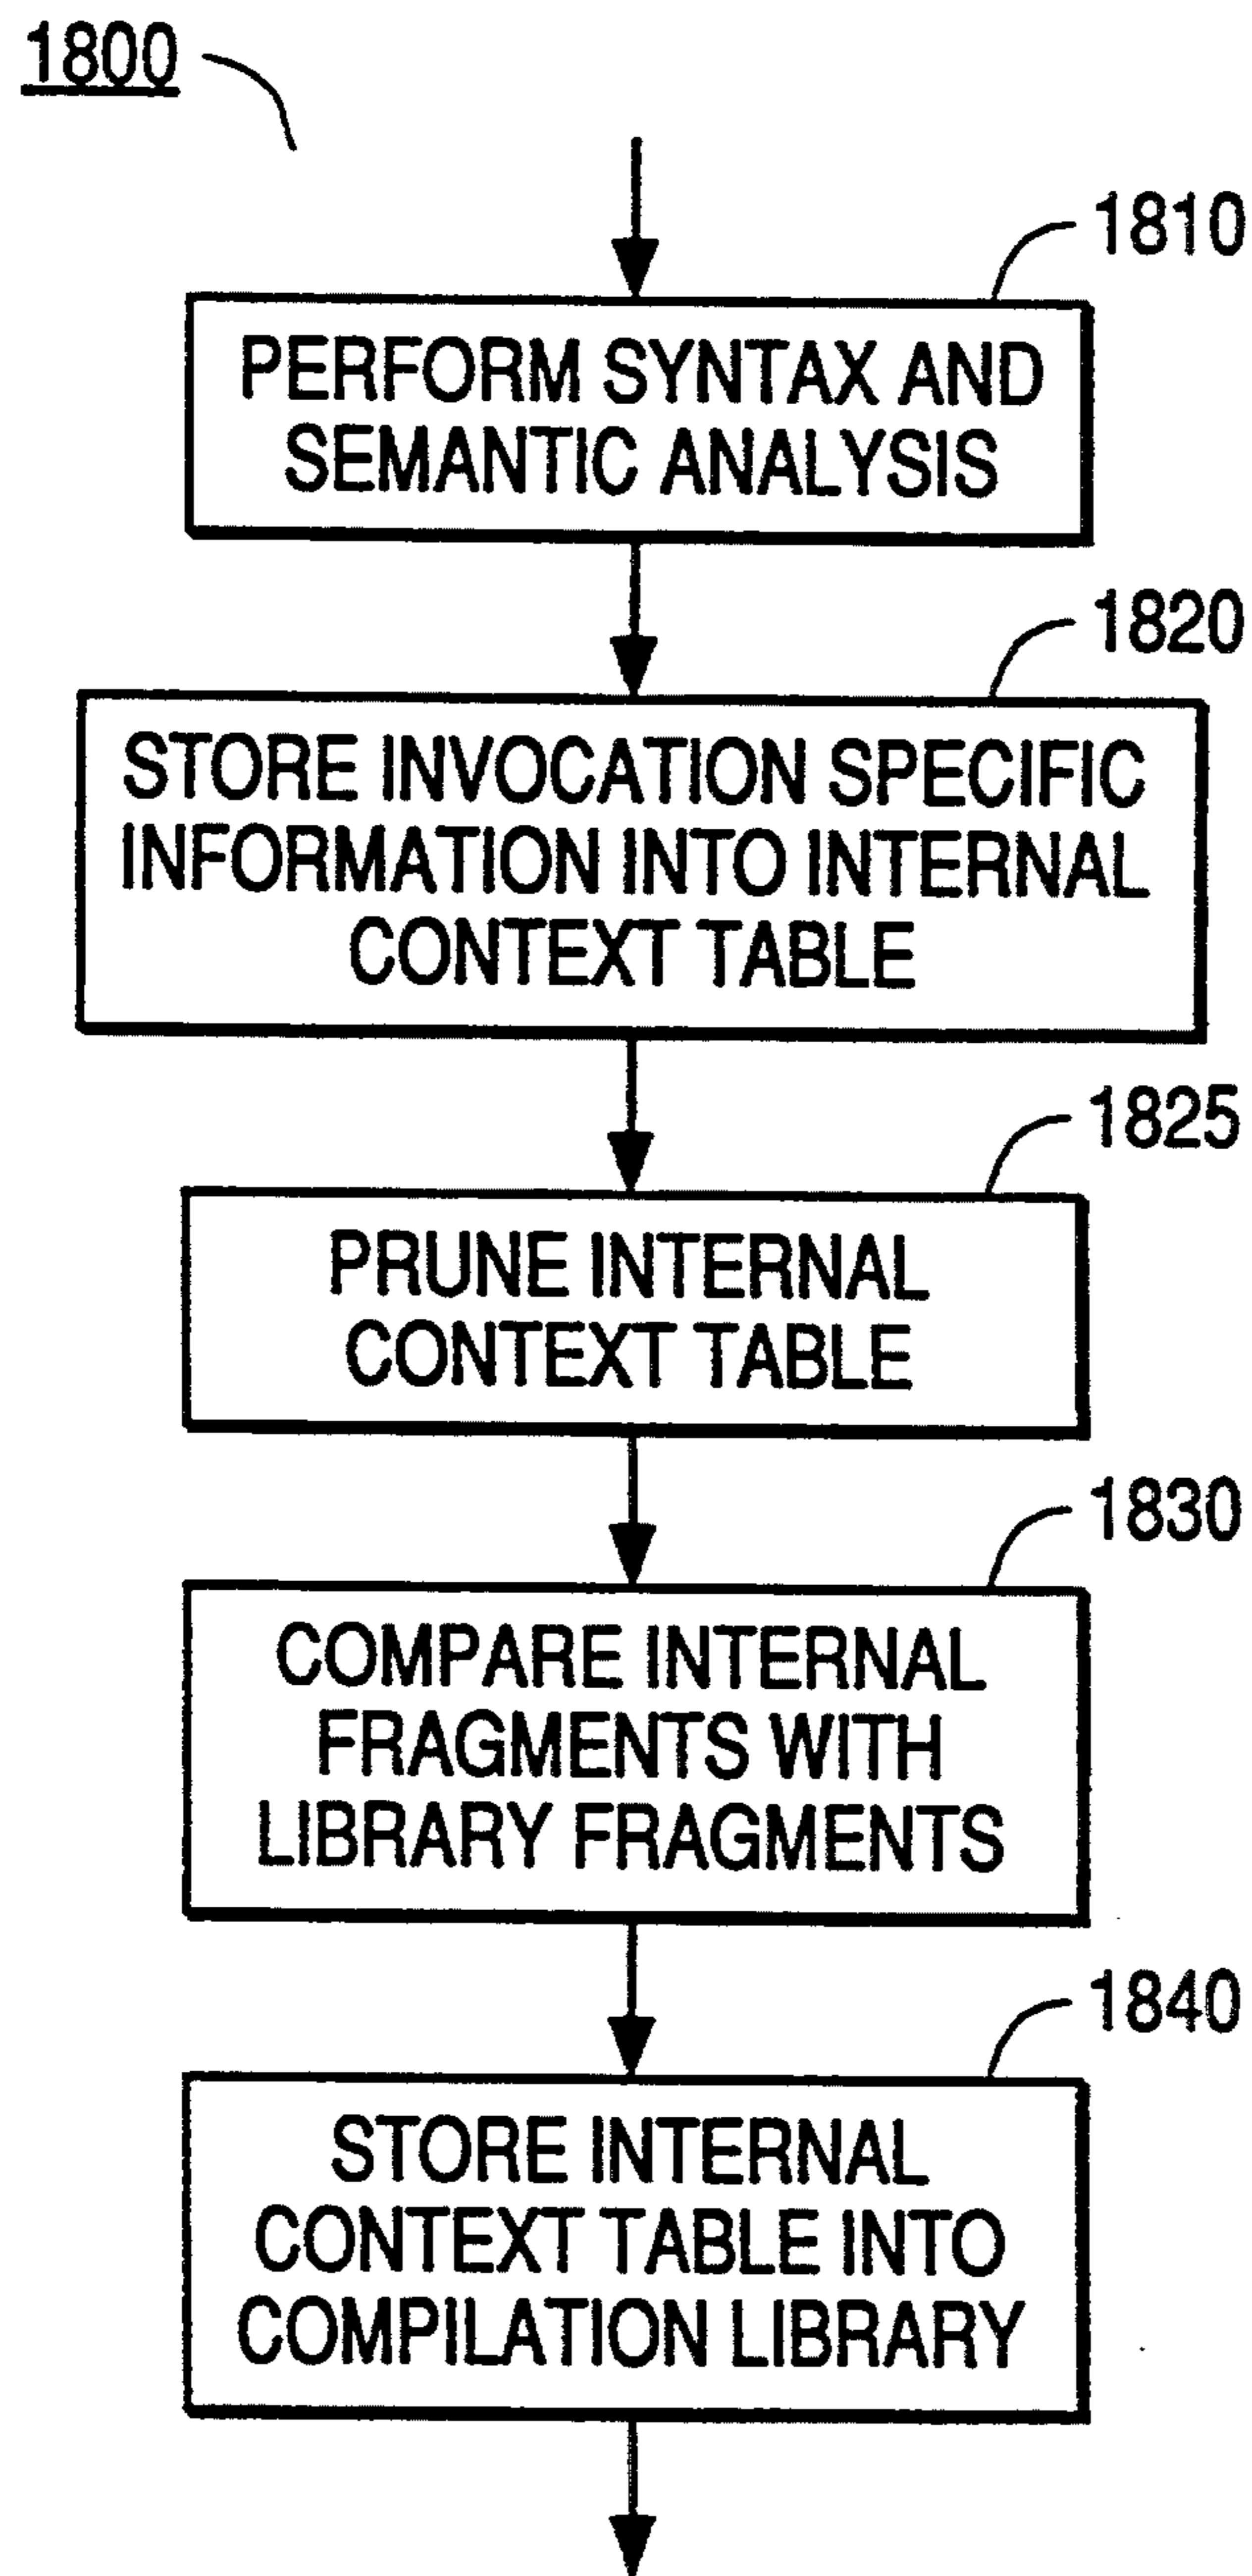 1800
1810
PERFORM SYNTAX AND
SEMANTIC ANALYSIS
1820
STORE INVOCATION SPECIFIC
INFORMATION INTO INTERNAL
CONTEXT TABLE
1825
PRUNE INTERNAL
CONTEXT TABLE
1830
COMPARE INTERNAL
FRAGMENTS WITH
LIBRARY FRAGMENTS
1840
STORE INTERNAL
CONTEXT TABLE INTO
COMPILATION LIBRARY